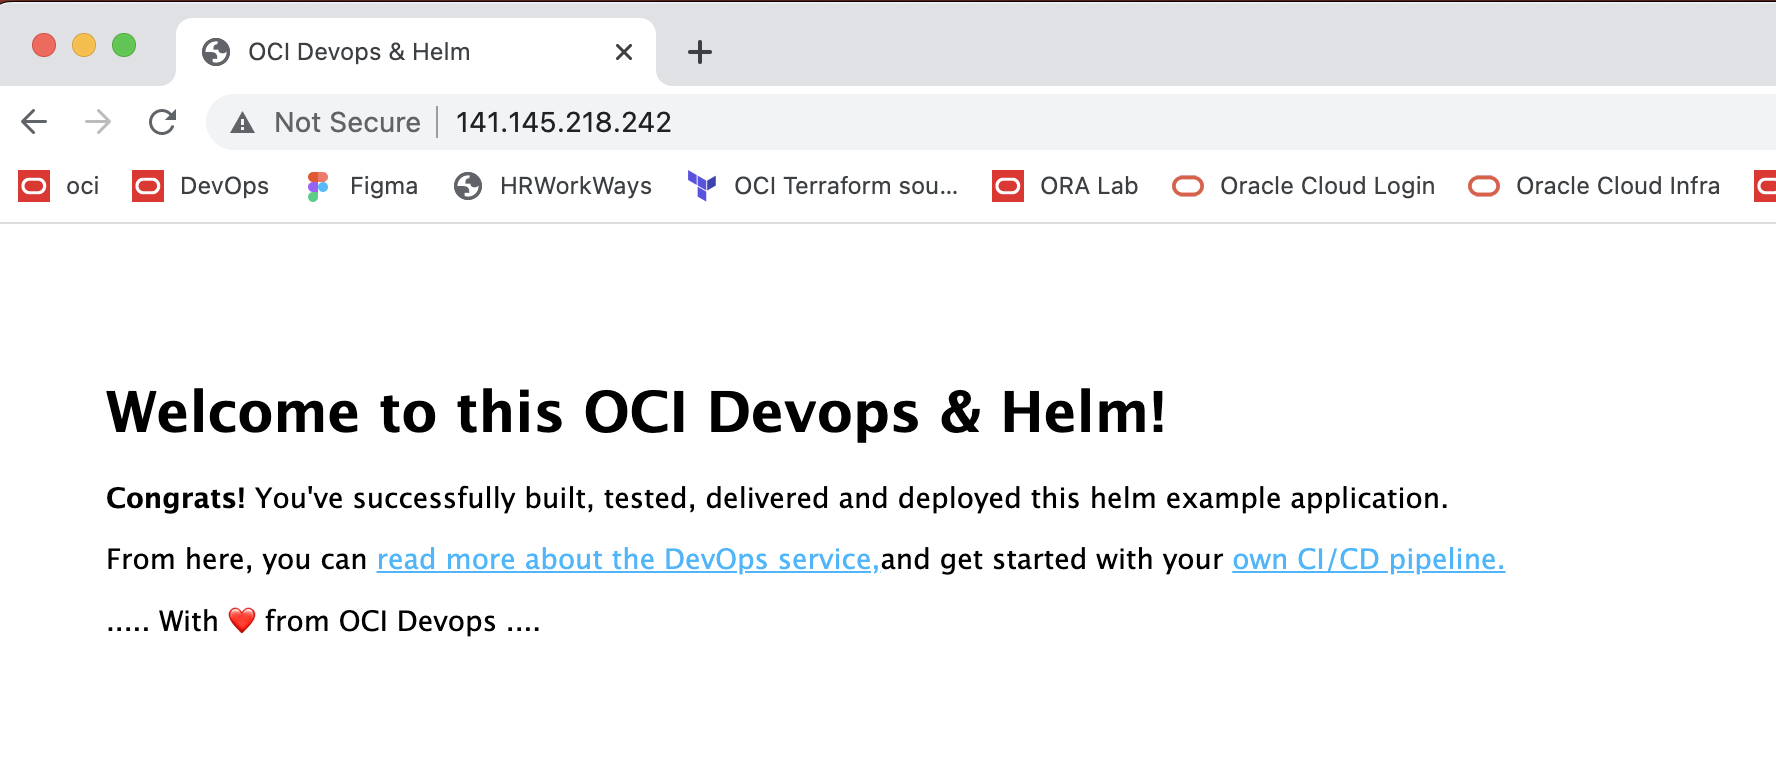 OCI Devops & Helm
Not Secure 141.145.218.242
oci DevOps Figma HRWorkWays OCI Terraform sou... ORA Lab Oracle Cloud Login Oracle Cloud Infra
Welcome to this OCI Devops & Helm!
Congrats! You've successfully built, tested, delivered and deployed this helm example application.
From here, you can read more about the DevOps service,and get started with your own CI/CD pipeline.
..... With ❤️ from OCI Devops ....